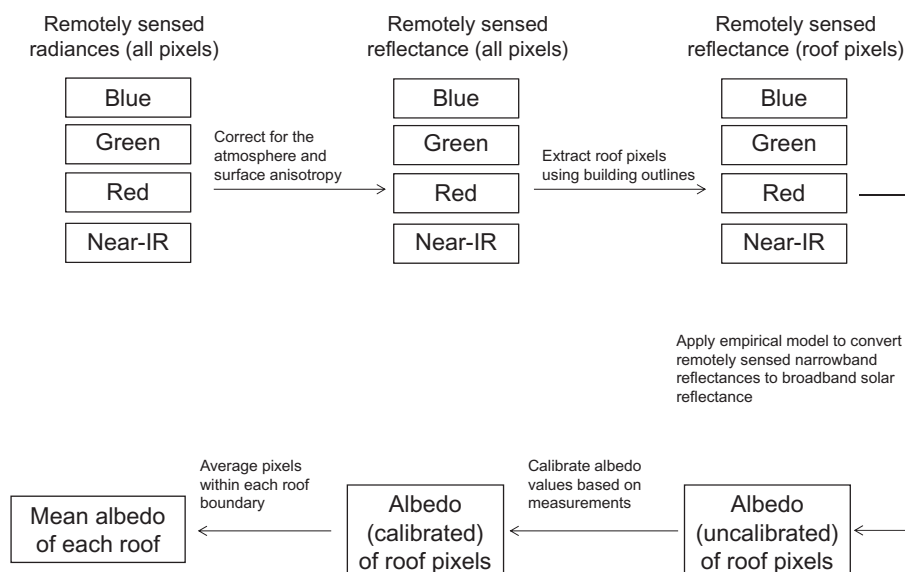 Remotely sensed
radiances (all pixels)
Blue
Green
Red
Near-IR
Correct for the
atmosphere and
surface anisotropy
Remotely sensed
reflectance (all pixels)
Blue
Green
Red
Near-IR
Extract roof pixels
using building outlines
Remotely sensed
reflectance (roof pixels)
Blue
Green
Red
Near-IR
Apply empirical model to convert
remotely sensed narrowband
reflectances to broadband solar
reflectance
Albedo
(uncalibrated)
of roof pixels
Calibrate albedo
values based on
measurements
Albedo
(calibrated)
of roof pixels
Average pixels
within each roof
boundary
Mean albedo
of each roof